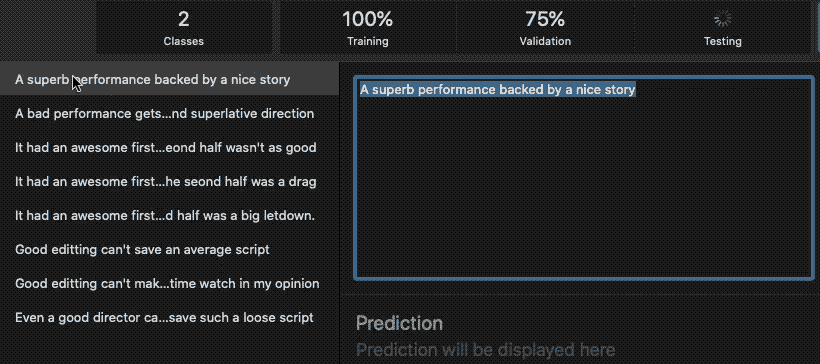 2
Classes
100%
Training
75%
Validation
Testing
A superb performance backed by a nice story
A bad performance gets...nd superlative direction
It had an awesome first...eond half wasn't as good
It had an awesome first...he seond half was a drag
It had an awesome first...d half was a big letdown.
Good editting can't save an average script
Good editting can't mak...time watch in my opinion
Even a good director ca...save such a loose script
A superb performance backed by a nice story
Prediction
Prediction will be displayed here